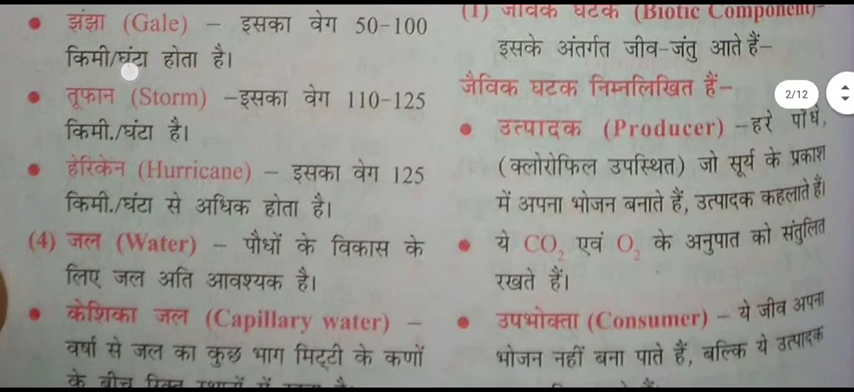 झंझा (Gale) – इसका वेग 50-100
किमी/घंटा होता है।
तूफान (Storm) –इसका वेग 110-125
किमी./घंटा है।
हेरिकेन (Hurricane) – इसका वेग 125
किमी./घंटा से अधिक होता है।
(4) जल (Water) – पौधों के विकास के
लिए जल अति आवश्यक है।
केशिका जल (Capillary water) –
वर्षा से जल का कुछ भाग मिट्टी के कणों
के बीच रिक्त स्थानों में
(1) जैविक घटक (Biotic Component)-
इसके अंतर्गत जीव-जंतु आते हैं–
जैविक घटक निम्नलिखित हैं–
उत्पादक (Producer) –हरे पौधे,
(क्लोरोफिल उपस्थित) जो सूर्य के प्रकाश
में अपना भोजन बनाते हैं, उत्पादक कहलाते हैं।
ये CO₂ एवं O₂ के अनुपात को संतुलित
रखते हैं।
उपभोक्ता (Consumer) – ये जीव अपना
भोजन नहीं बना पाते हैं, बल्कि ये उत्पादक
2/12